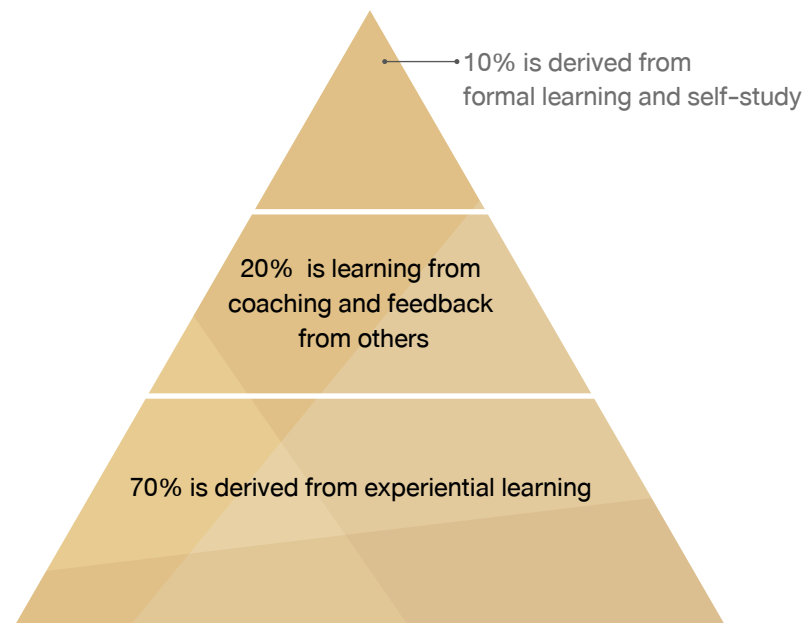 10% is derived from
formal learning and self-study
20% is learning from
coaching and feedback
from others
70% is derived from experiential learning